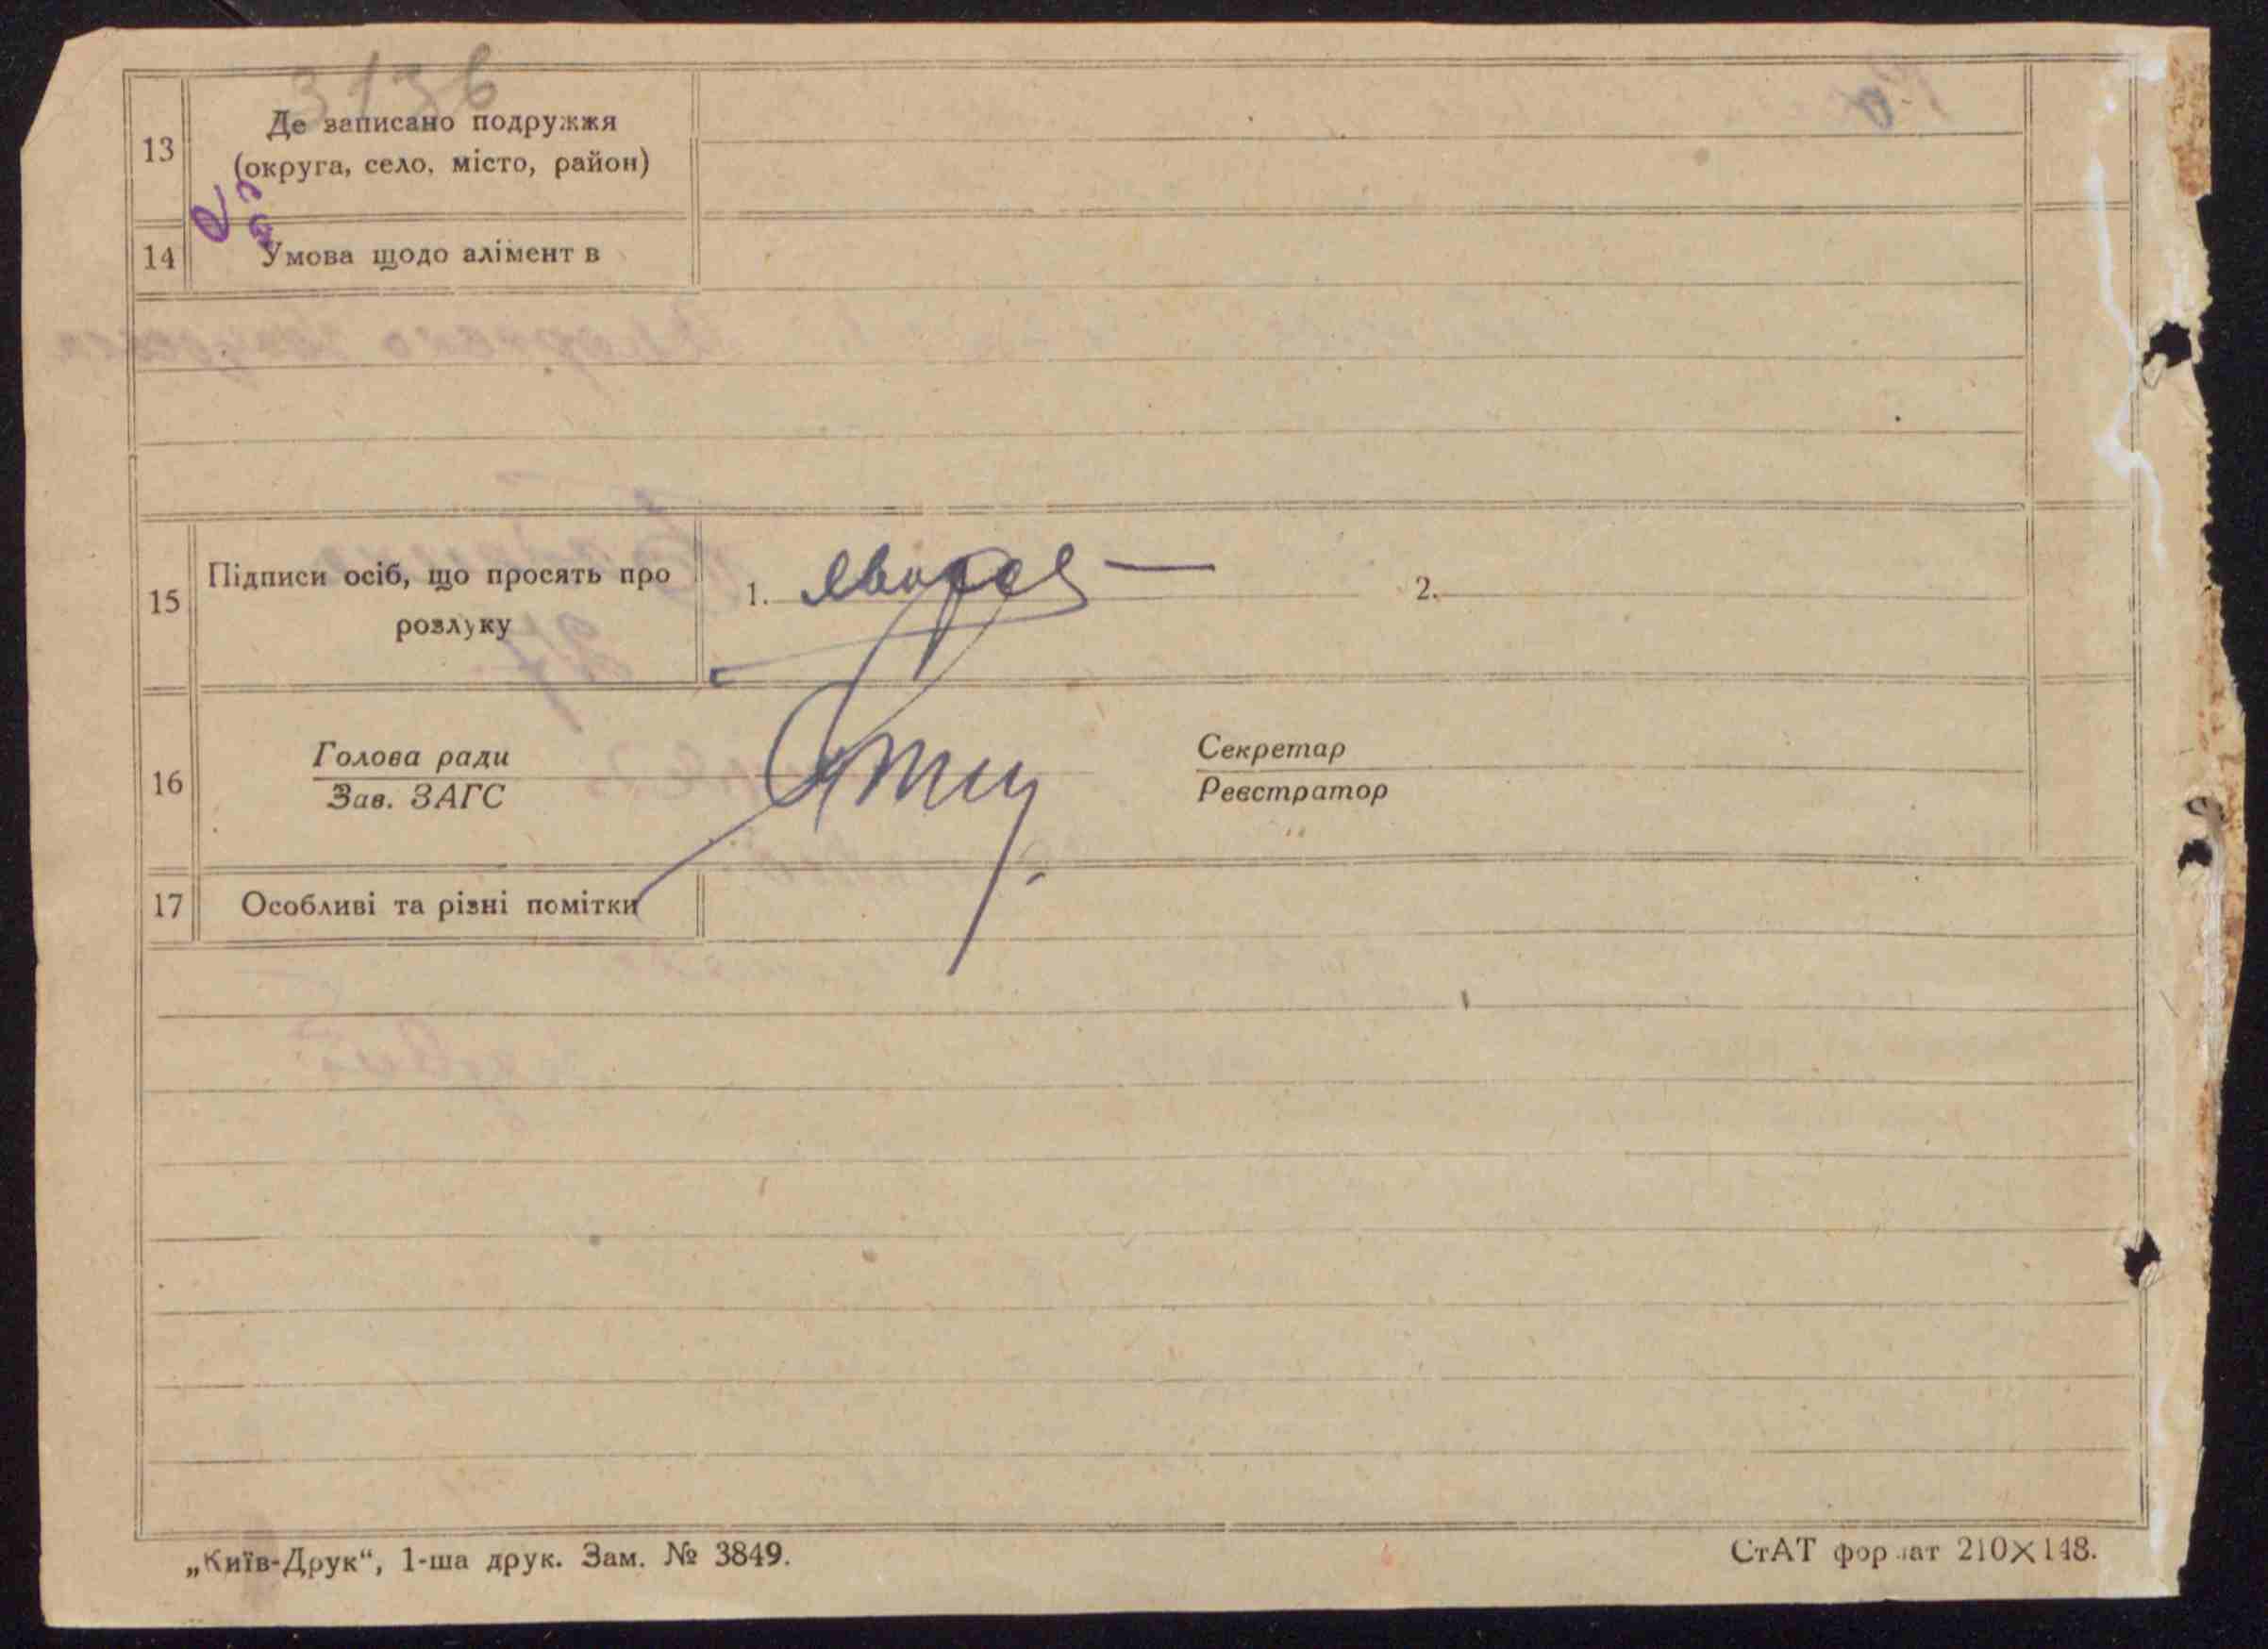 3136
13 Де записано подружжя
(округа, село, місто, район)
14 Умова щодо алімент в
15 Підписи осіб, що просять про
розлуку
1. 2.
16 Голова ради
Зав. ЗАГС
Секретар
Реєстратор
17 Особливі та різні помітки
„Київ-Друк“, 1-ша друк. Зам. № 3849.
СтАТ фор ат 210×148.